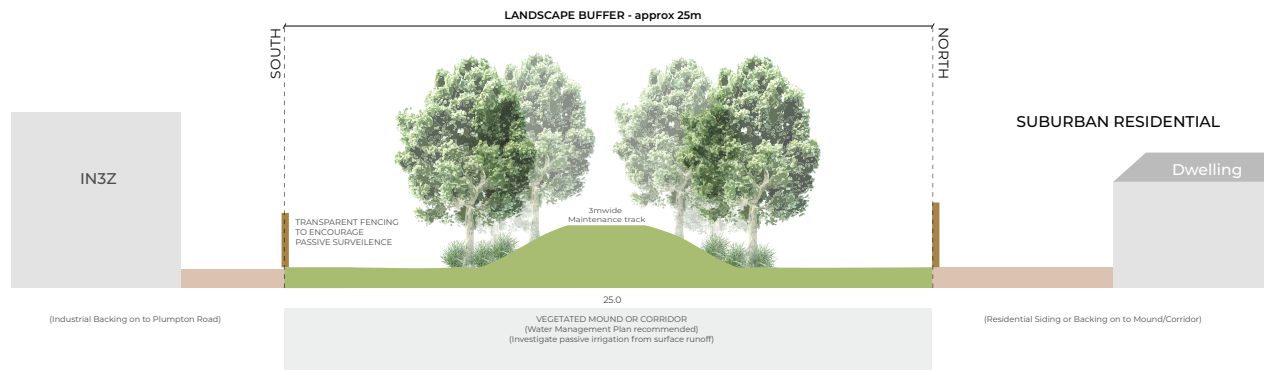 LANDSCAPE BUFFER - approx 25m
SOUTH
NORTH
SUBURBAN RESIDENTIAL
IN3Z
Dwelling
TRANSPARENT FENCING
TO ENCOURAGE
PASSIVE SURVEILENCE
3mwide
Maintenance track
25.0
(Industrial Backing on to Plumpton Road)
VEGETATED MOUND OR CORRIDOR
(Water Management Plan recommended)
(Investigate passive irrigation from surface runoff)
(Residential Siding or Backing on to Mound/Corridor)